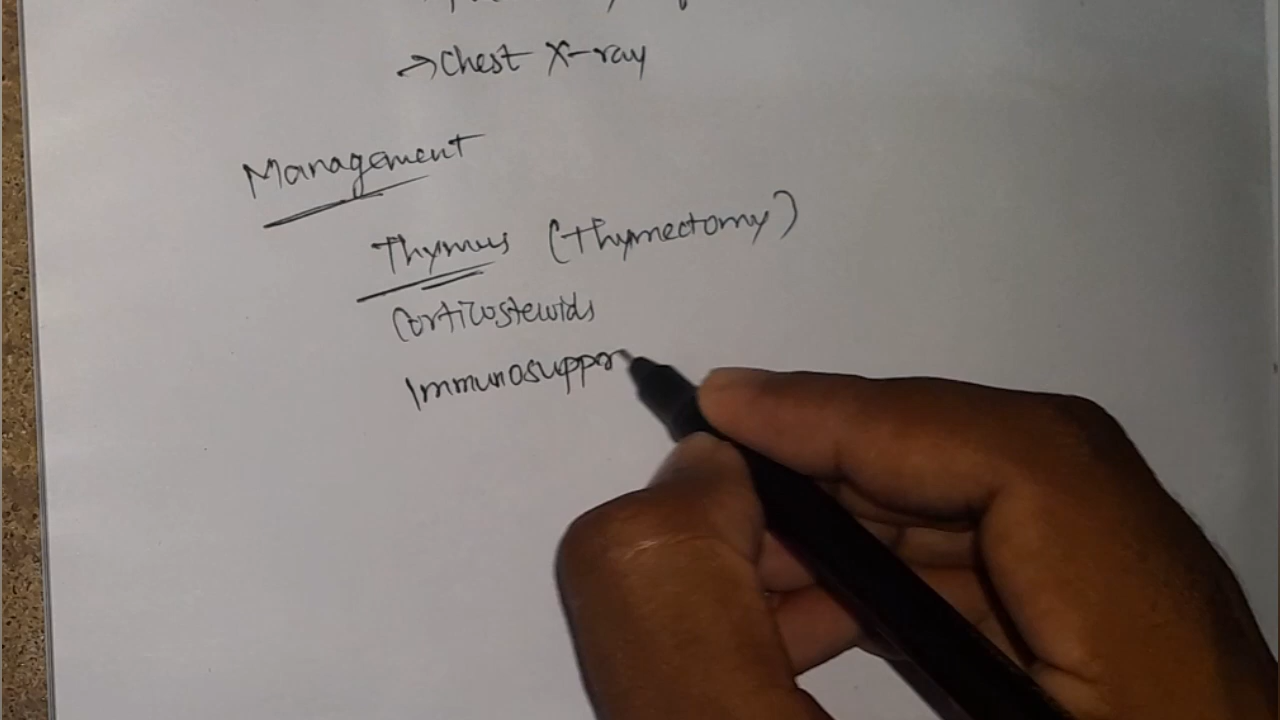 →Chest X-ray
Management
Thymus (Thymectomy)
Corticosteroids
Immunosuppr